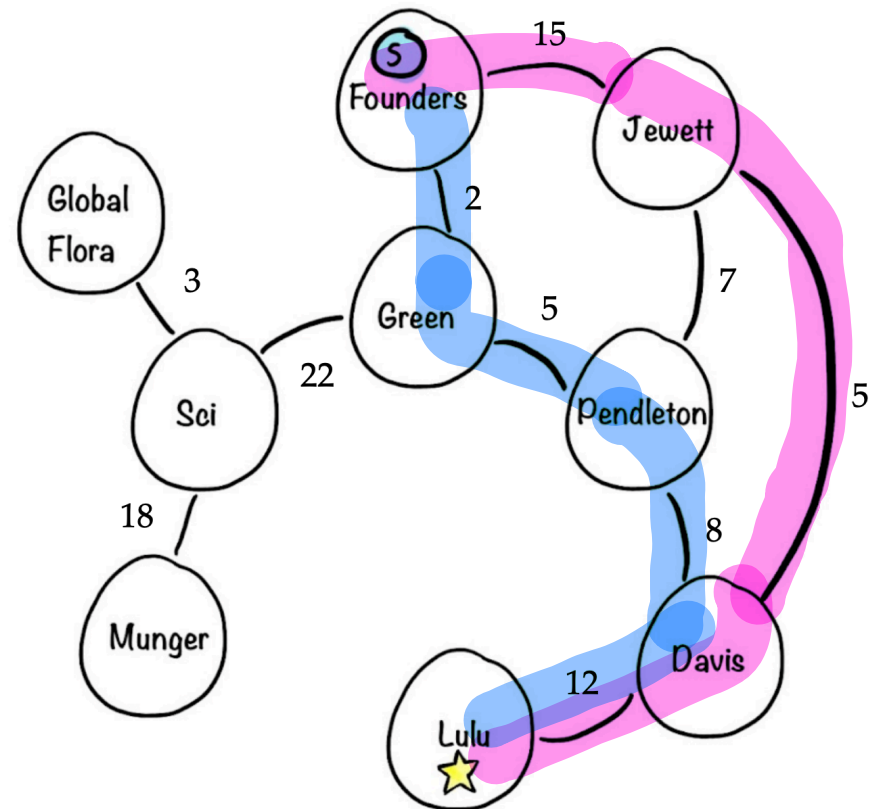 S
Founders
15
Jewett
Global
Flora
2
3
Green
5
7
22
Sci
Pendleton
5
18
8
Munger
Davis
12
Lulu